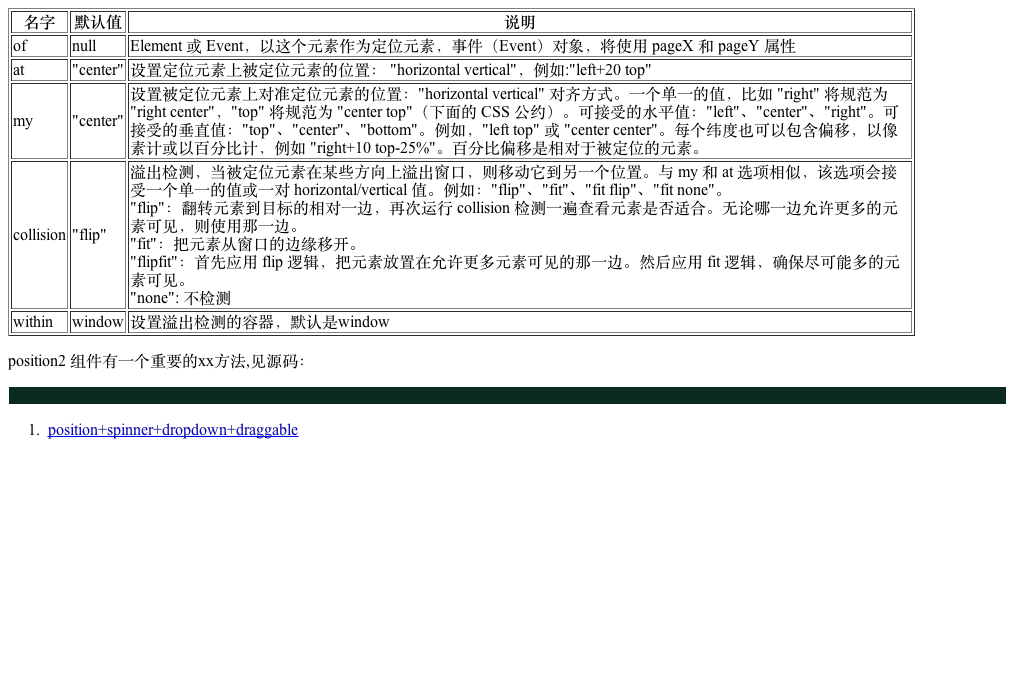 名字 默认值 说明
of null Element 或 Event，以这个元素作为定位元素，事件（Event）对象，将使用 pageX 和 pageY 属性
at "center" 设置定位元素上被定位元素的位置： "horizontal vertical"，例如:"left+20 top"
设置被定位元素上对准定位元素的位置："horizontal vertical" 对齐方式。一个单一的值，比如 "right" 将规范为
"right center"，"top" 将规范为 "center top"（下面的 CSS 公约）。可接受的水平值："left"、"center"、"right"。可
my "center" 接受的垂直值："top"、"center"、"bottom"。例如，"left top" 或 "center center"。每个纬度也可以包含偏移，以像
素计或以百分比计，例如 "right+10 top-25%"。百分比偏移是相对于被定位的元素。
溢出检测，当被定位元素在某些方向上溢出窗口，则移动它到另一个位置。与 my 和 at 选项相似，该选项会接
受一个单一的值或一对 horizontal/vertical 值。例如："flip"、"fit"、"fit flip"、"fit none"。
"flip"：翻转元素到目标的相对一边，再次运行 collision 检测一遍查看元素是否适合。无论哪一边允许更多的元
collision "flip" 素可见，则使用那一边。
"fit"：把元素从窗口的边缘移开。
"flipfit"：首先应用 flip 逻辑，把元素放置在允许更多元素可见的那一边。然后应用 fit 逻辑，确保尽可能多的元
素可见。
"none": 不检测
within window 设置溢出检测的容器，默认是window
position2 组件有一个重要的xx方法,见源码：
1. position+spinner+dropdown+draggable